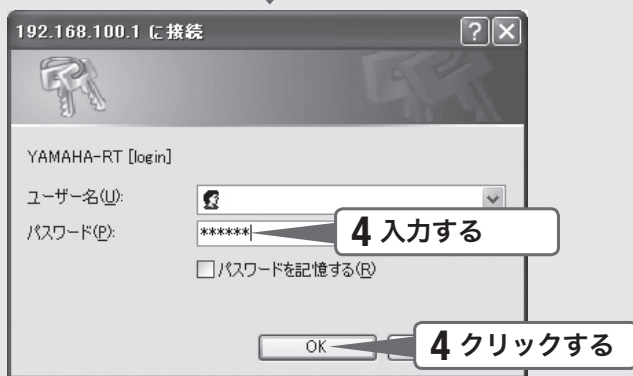 192.168.100.1 に接続
YAMAHA-RT [login]
ユーザー名(U):
パスワード(P):
******
4 入力する
パスワードを記憶する(R)
OK
4 クリックする